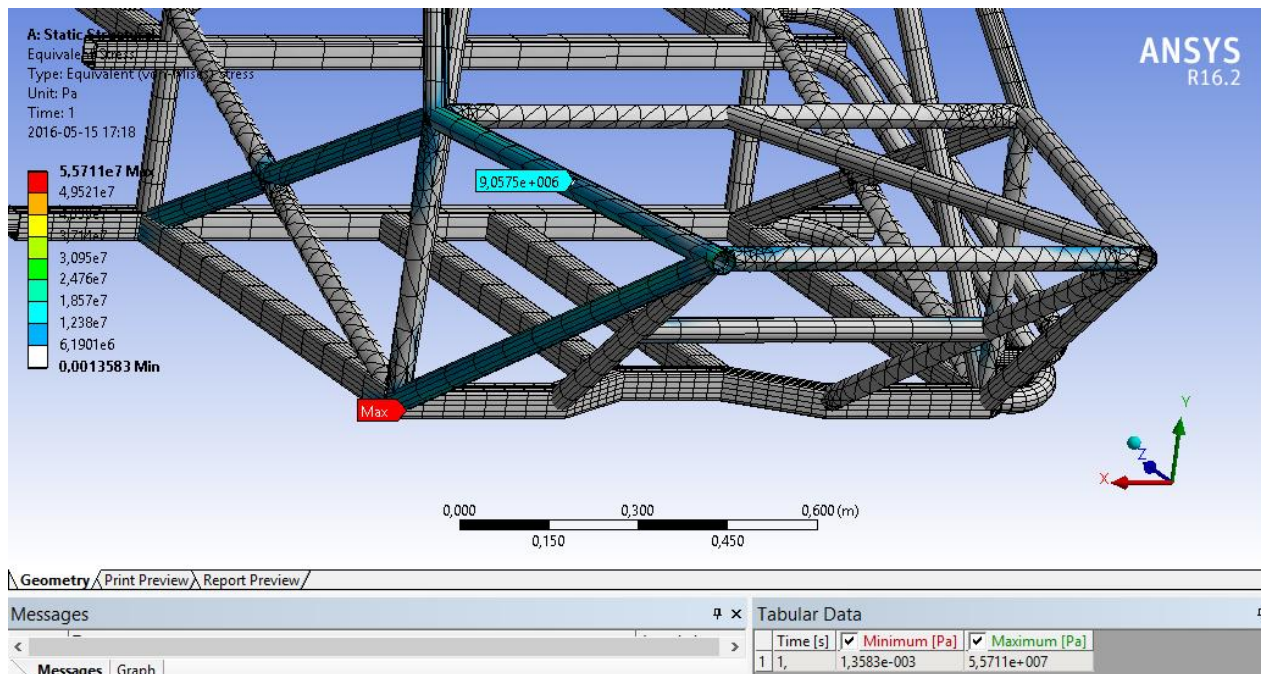 A: Static Structural
Equivalent Stress
Type: Equivalent (von-Mises) Stress
Unit: Pa
Time: 1
2016-05-15 17:18
ANSYS
R16.2
5,5711e7 Max
4,9521e7
3,714e7
3,095e7
2,476e7
1,857e7
1,238e7
6,1901e6
0,0013583 Min
9,0575e+006
Max
Y
Z
X
0,000
0,300
0,600 (m)
0,150
0,450
Geometry
Print Preview
Report Preview
Messages
Messages
Graph
Tabular Data
Time [s]
Minimum [Pa]
Maximum [Pa]
1
1,
1,3583e-003
5,5711e+007